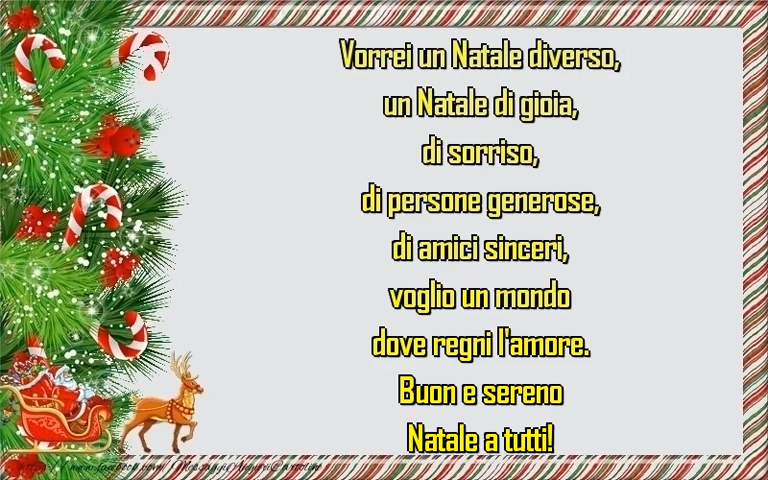 Vorrei un Natale diverso,
un Natale di gioia,
di sorriso,
di persone generose,
di amici sinceri,
voglio un mondo
dove regni l'amore.
Buon e sereno
Natale a tutti!